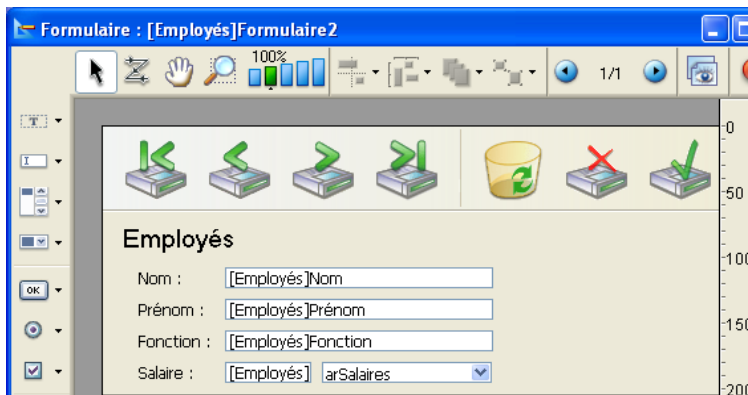 Formulaire : [Employés]Formulaire2
100%
1/1
T
I
OK
0
50
100
150
200
Employés
Nom : [Employés]Nom
Prénom : [Employés]Prénom
Fonction : [Employés]Fonction
Salaire : [Employés] arSalaires